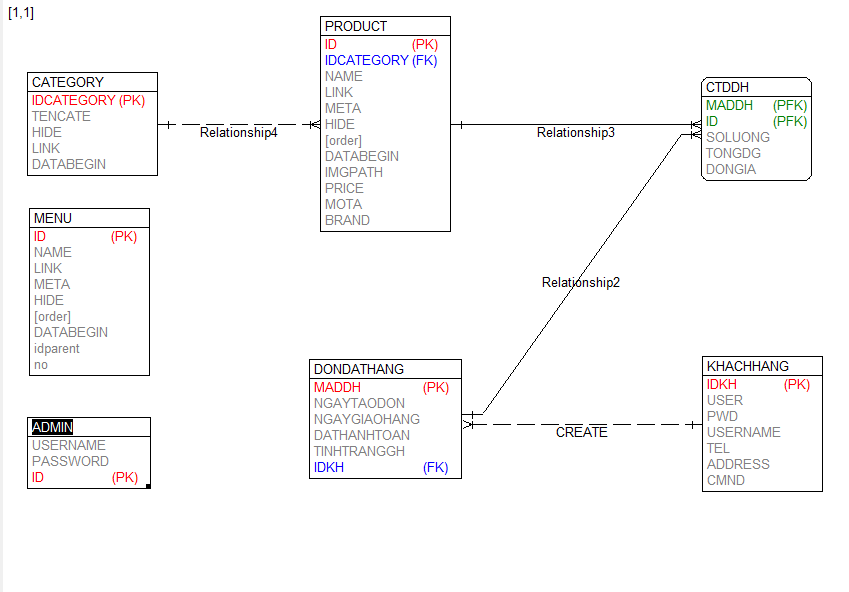 [1,1]
PRODUCT
ID (PK)
IDCATEGORY (FK)
NAME
LINK
META
HIDE
[order]
DATABEGIN
IMGPATH
PRICE
MOTA
BRAND
CATEGORY
IDCATEGORY (PK)
TENCATE
HIDE
LINK
DATABEGIN
Relationship4
Relationship3
CTDDH
MADDH (PFK)
ID (PFK)
SOLUONG
TONGDG
DONGIA
MENU
ID (PK)
NAME
LINK
META
HIDE
[order]
DATABEGIN
idparent
no
Relationship2
DONDATHANG
MADDH (PK)
NGAYTAODON
NGAYGIAOHANG
DATHANHTOAN
TINHTRANGGH
IDKH (FK)
CREATE
KHACHHANG
IDKH (PK)
USER
PWD
USERNAME
TEL
ADDRESS
CMND
ADMIN
USERNAME
PASSWORD
ID (PK)